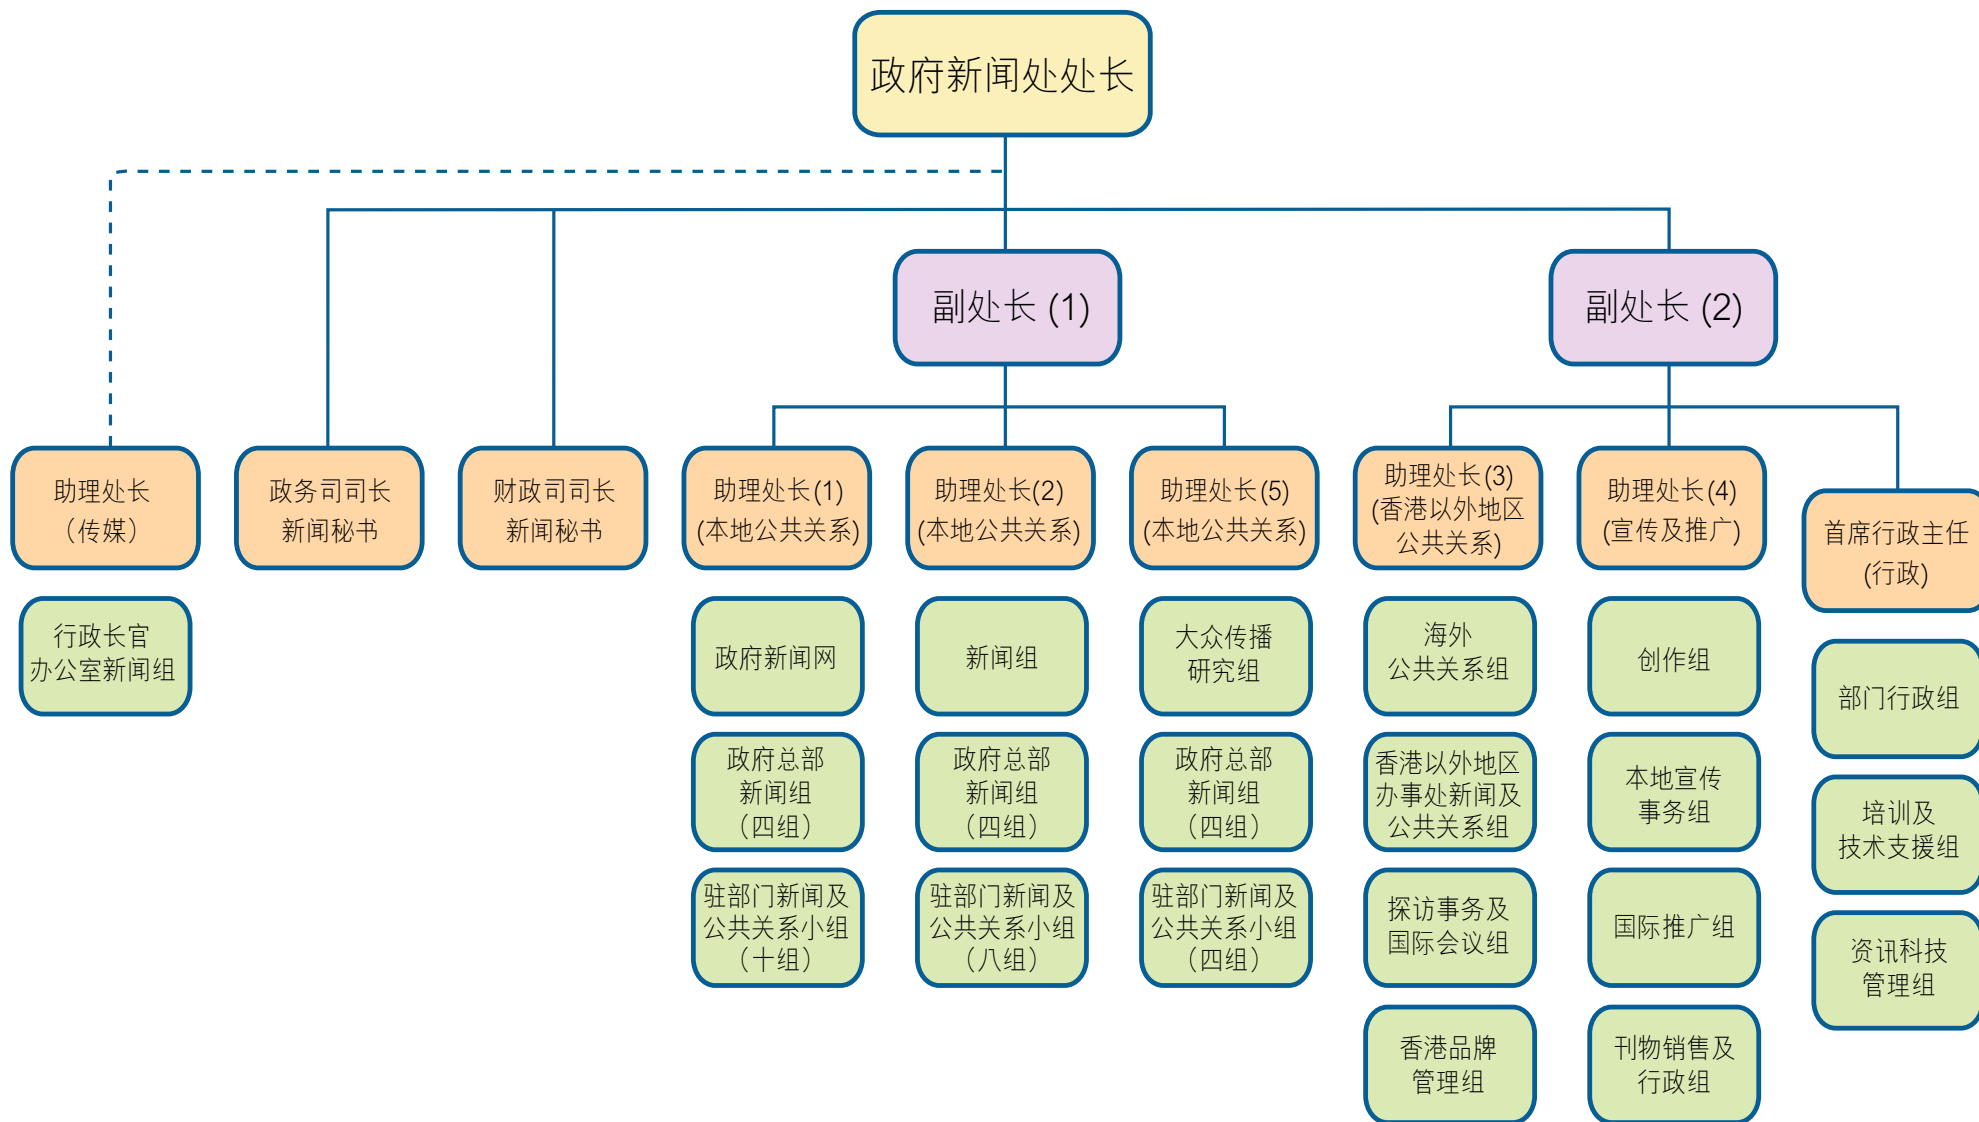 政府新闻处处长
副处长 (1)
副处长 (2)
助理处长
（传媒）
政务司司长
新闻秘书
财政司司长
新闻秘书
助理处长(1)
(本地公共关系)
助理处长(2)
(本地公共关系)
助理处长(5)
(本地公共关系)
助理处长(3)
(香港以外地区
公共关系)
助理处长(4)
(宣传及推广)
首席行政主任
(行政)
行政长官
办公室新闻组
政府新闻网
新闻组
大众传播
研究组
海外
公共关系组
创作组
部门行政组
政府总部
新闻组
（四组）
政府总部
新闻组
（四组）
政府总部
新闻组
（四组）
香港以外地区
办事处新闻及
公共关系组
本地宣传
事务组
培训及
技术支援组
驻部门新闻及
公共关系小组
（十组）
驻部门新闻及
公共关系小组
（八组）
驻部门新闻及
公共关系小组
（四组）
探访事务及
国际会议组
国际推广组
资讯科技
管理组
香港品牌
管理组
刊物销售及
行政组